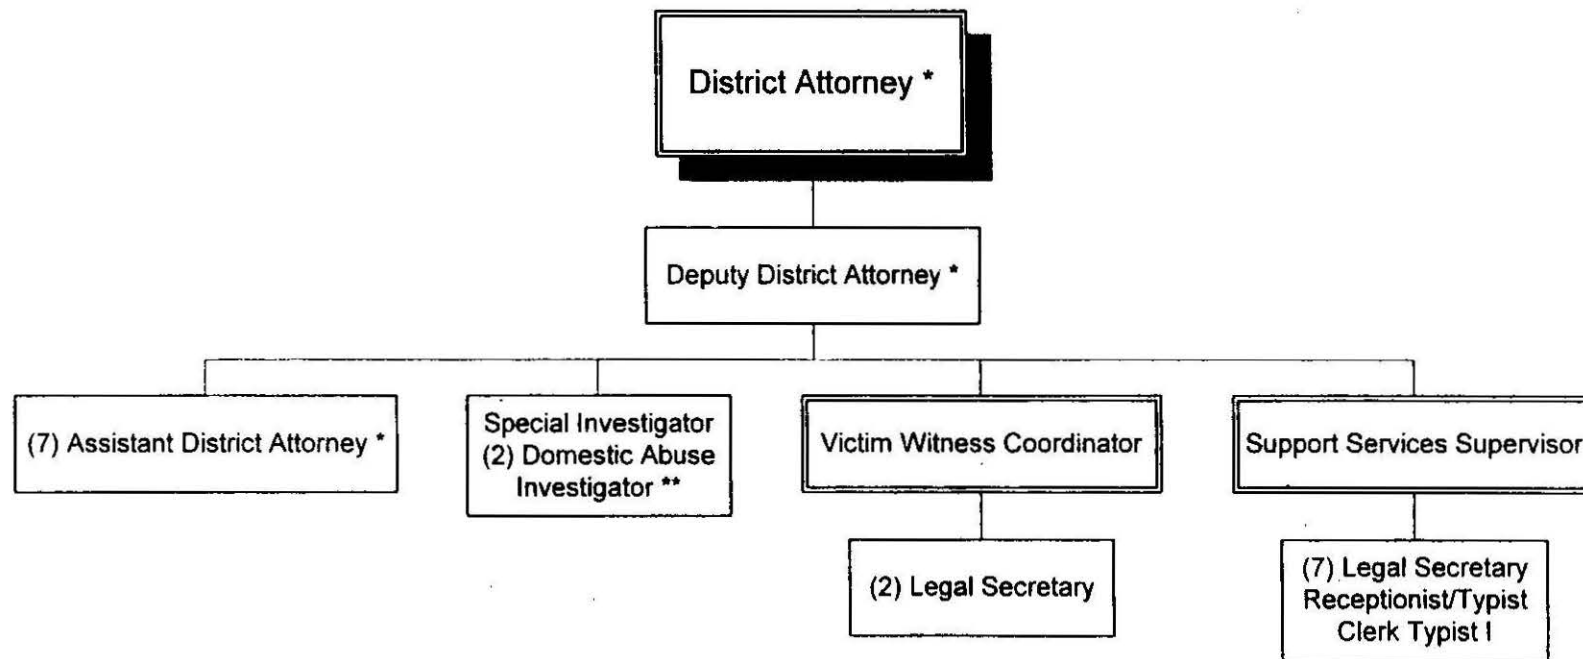 District Attorney *
Deputy District Attorney *
(7) Assistant District Attorney *
Special Investigator
(2) Domestic Abuse
Investigator **
Victim Witness Coordinator
Support Services Supervisor
(2) Legal Secretary
(7) Legal Secretary
Receptionist/Typist
Clerk Typist I